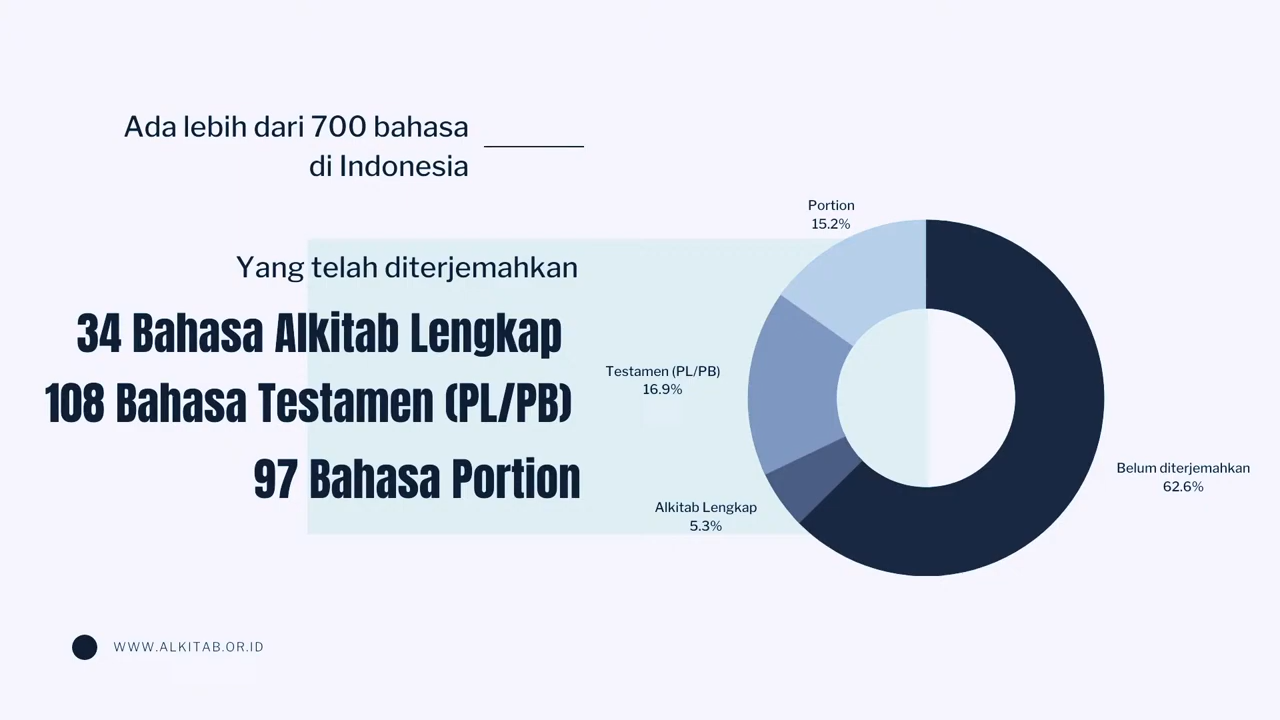 Ada lebih dari 700 bahasa
di Indonesia
Yang telah diterjemahkan
34 Bahasa Alkitab Lengkap
108 Bahasa Testamen (PL/PB)
97 Bahasa Portion
Portion
15.2%
Testamen (PL/PB)
16.9%
Alkitab Lengkap
5.3%
Belum diterjemahkan
62.6%
WWW.ALKITAB.OR.ID